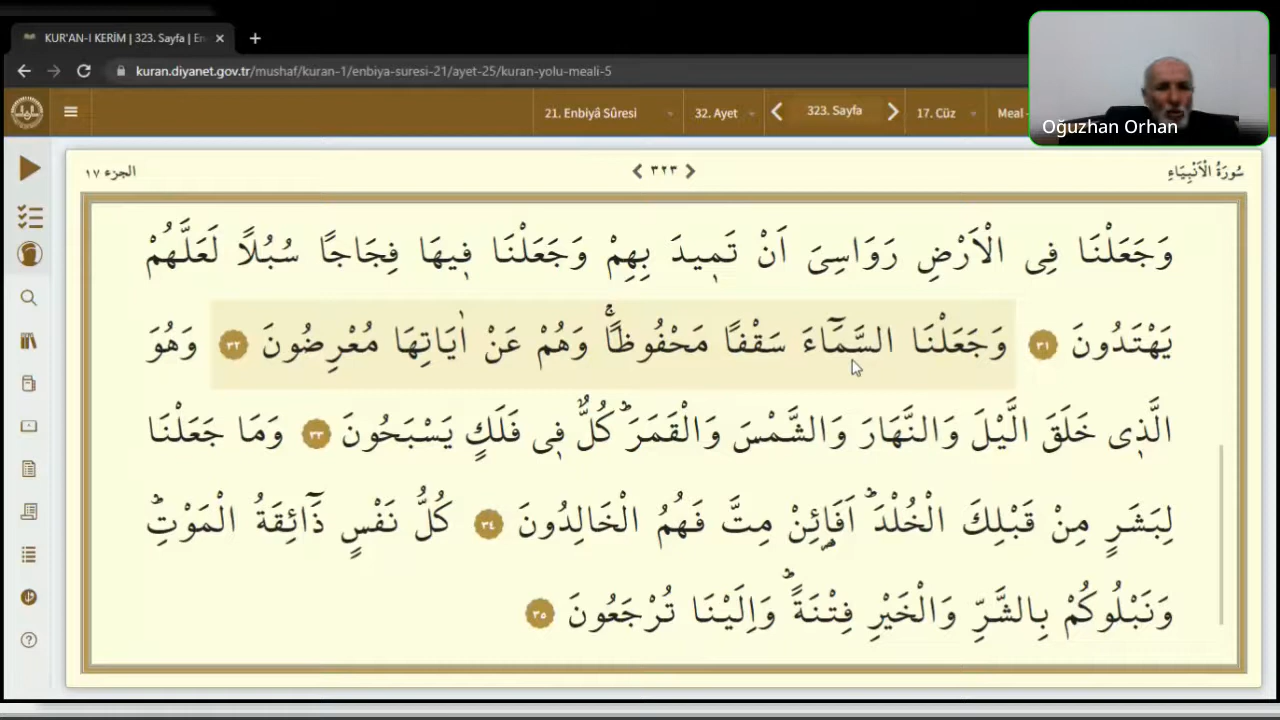 KUR'AN-I KERİM | 323. Sayfa | En
kuran.diyanet.gov.tr/mushaf/kuran-1/enbiya-suresi-21/ayet-25/kuran-yolu-meali-5
21. Enbiyâ Sûresi
32. Ayet
323. Sayfa
17. Cüz
Meal -
Oğuzhan Orhan
سُورَةُ الْاَنْبِيَاءِ
٣٢٣
الجزء ١٧
وَجَعَلْنَا فِى الْاَرْضِ رَوَاسِىَ اَنْ تَم۪يدَ بِهِمْ وَجَعَلْنَا ف۪يهَا فِجَاجًا سُبُلًا لَعَلَّهُمْ
يَهْتَدُونَ ٣١ وَجَعَلْنَا السَّمَٓاءَ سَقْفًا مَحْفُوظًاۚ وَهُمْ عَنْ اٰيَاتِهَا مُعْرِضُونَ ٣٢ وَهُوَ
الَّذ۪ى خَلَقَ الَّيْلَ وَالنَّهَارَ وَالشَّمْسَ وَالْقَمَرَۜ كُلٌّ ف۪ى فَلَكٍ يَسْبَحُونَ ٣٣ وَمَا جَعَلْنَا
لِبَشَرٍ مِنْ قَبْلِكَ الْخُلْدَۜ اَفَا۬ئِنْ مِتَّ فَهُمُ الْخَالِدُونَ ٣٤ كُلُّ نَفْسٍ ذَٓائِقَةُ الْمَوْتِۜ
وَنَبْلُوكُمْ بِالشَّرِّ وَالْخَيْرِ فِتْنَةًۜ وَاِلَيْنَا تُرْجَعُونَ ٣٥